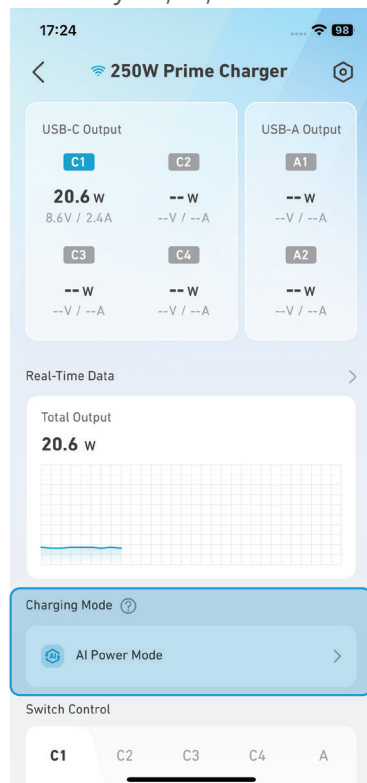 17:24
98
250W Prime Charger
USB-C Output
USB-A Output
C1 C2 A1
20.6 w -- w -- w
8.6V / 2.4A --V / --A --V / --A
C3 C4 A2
-- w -- w -- w
--V / --A --V / --A --V / --A
Real-Time Data
Total Output
20.6 w
Charging Mode ?
AI AI Power Mode
Switch Control
C1 C2 C3 C4 A